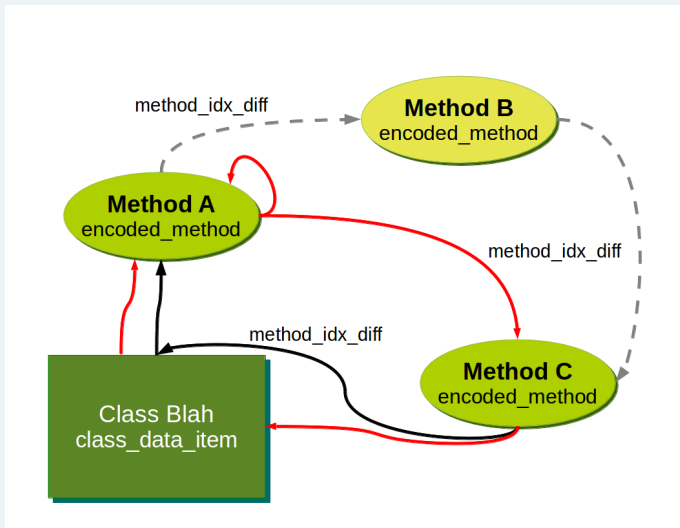 method_idx_diff
Method B
encoded_method
Method A
encoded_method
method_idx_diff
method_idx_diff
Method C
encoded_method
Class Blah
class_data_item